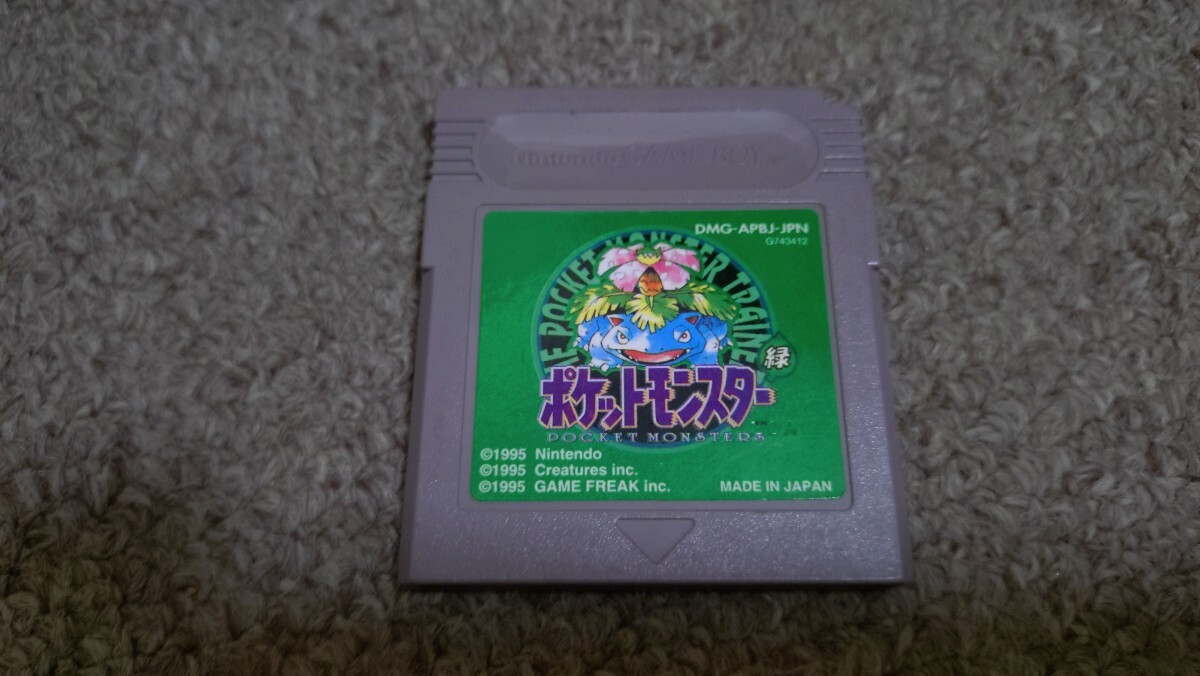 Nintendo GAME BOY
DMG-APBJ-JPN
G743412
POCKET MONSTER TRAINER
緑
ポケットモンスター
POCKET MONSTERS
©1995 Nintendo
©1995 Creatures inc.
©1995 GAME FREAK inc.
MADE IN JAPAN